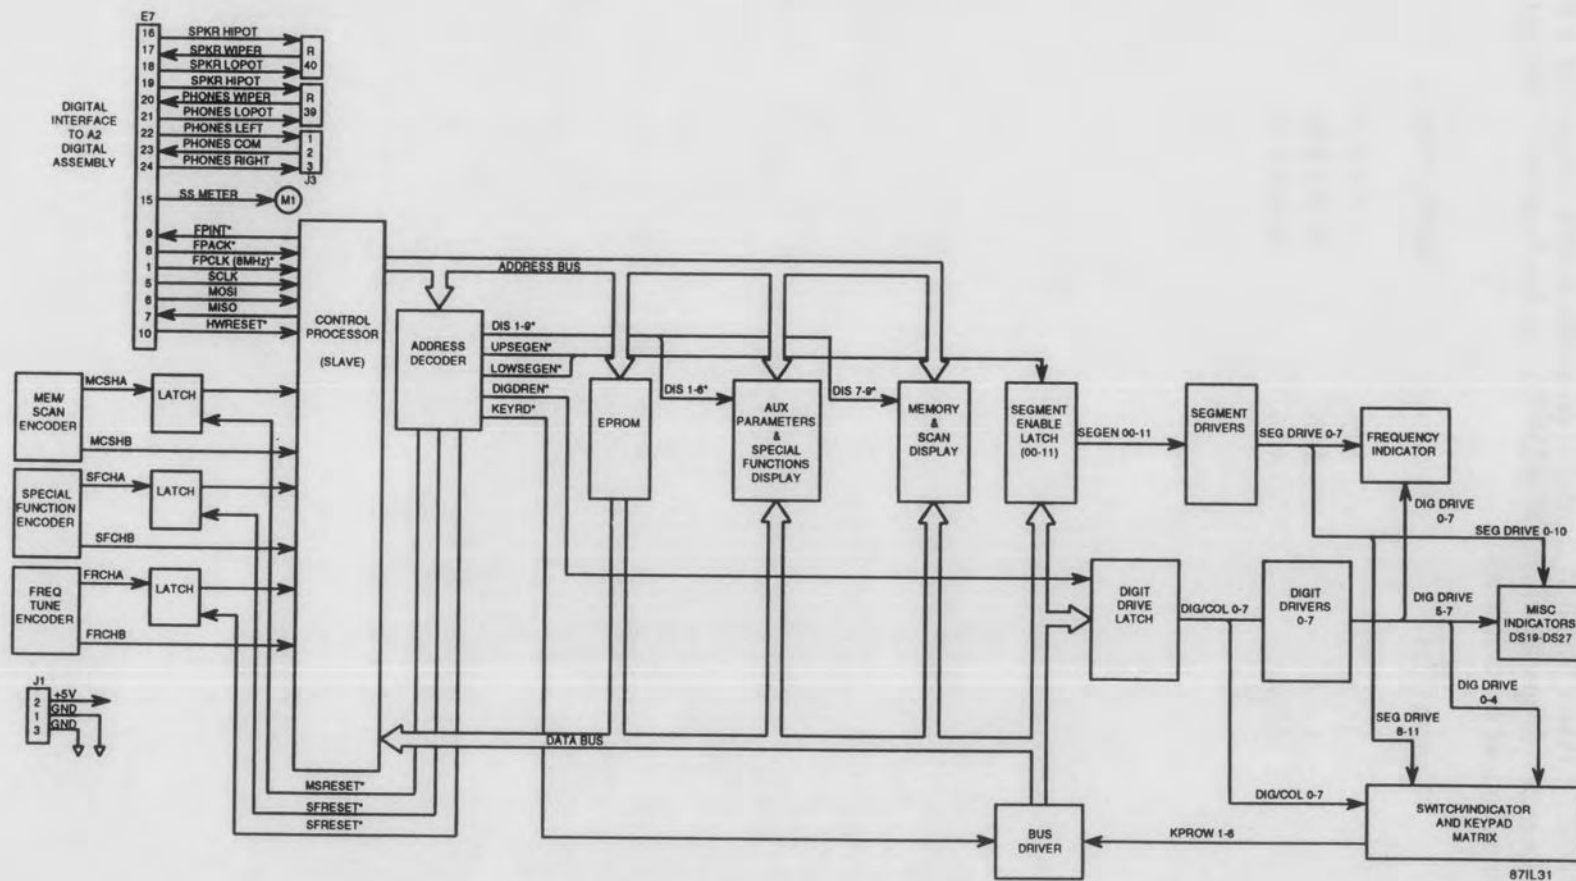 E7
16 SPKR HIPOT
17 SPKR WIPER
18 SPKR LOPOT
R
40
19 SPKR HIPOT
20 PHONES WIPER
21 PHONES LOPOT
R
39
22 PHONES LEFT 1
23 PHONES COM 2
24 PHONES RIGHT 3
J3
DIGITAL
INTERFACE
TO A2
DIGITAL
ASSEMBLY
15 SS METER M1
9 FPINT*
8 FPACK*
1 FPCLK (8MHz)*
5 SCLK
6 MOSI
7 MISO
10 HWRESET*
CONTROL
PROCESSOR
(SLAVE)
ADDRESS BUS
ADDRESS
DECODER
DIS 1-9*
UPSEGEN*
LOWSEGEN*
DIGDREN*
KEYRD*
DIS 1-6*
DIS 7-9*
EPROM
AUX
PARAMETERS
&
SPECIAL
FUNCTIONS
DISPLAY
MEMORY
&
SCAN
DISPLAY
SEGMENT
ENABLE
LATCH
(00-11)
SEGEN 00-11
SEGMENT
DRIVERS
SEG DRIVE 0-7
FREQUENCY
INDICATOR
MEM/
SCAN
ENCODER
MCSHA
LATCH
MCSHB
SPECIAL
FUNCTION
ENCODER
SFCHA
LATCH
SFCHB
FREQ
TUNE
ENCODER
FRCHA
LATCH
FRCHB
DIG DRIVE
0-7
SEG DRIVE 0-10
DIGIT
DRIVE
LATCH
DIG/COL 0-7
DIGIT
DRIVERS
0-7
DIG DRIVE
5-7
MISC
INDICATORS
DS19-DS27
J1
2 +5V
1 GND
3 GND
DIG DRIVE
0-4
SEG DRIVE
8-11
DATA BUS
MSRESET*
SFRESET*
SFRESET*
DIG/COL 0-7
BUS
DRIVER
KPROW 1-6
SWITCH/INDICATOR
AND KEYPAD
MATRIX
871L31